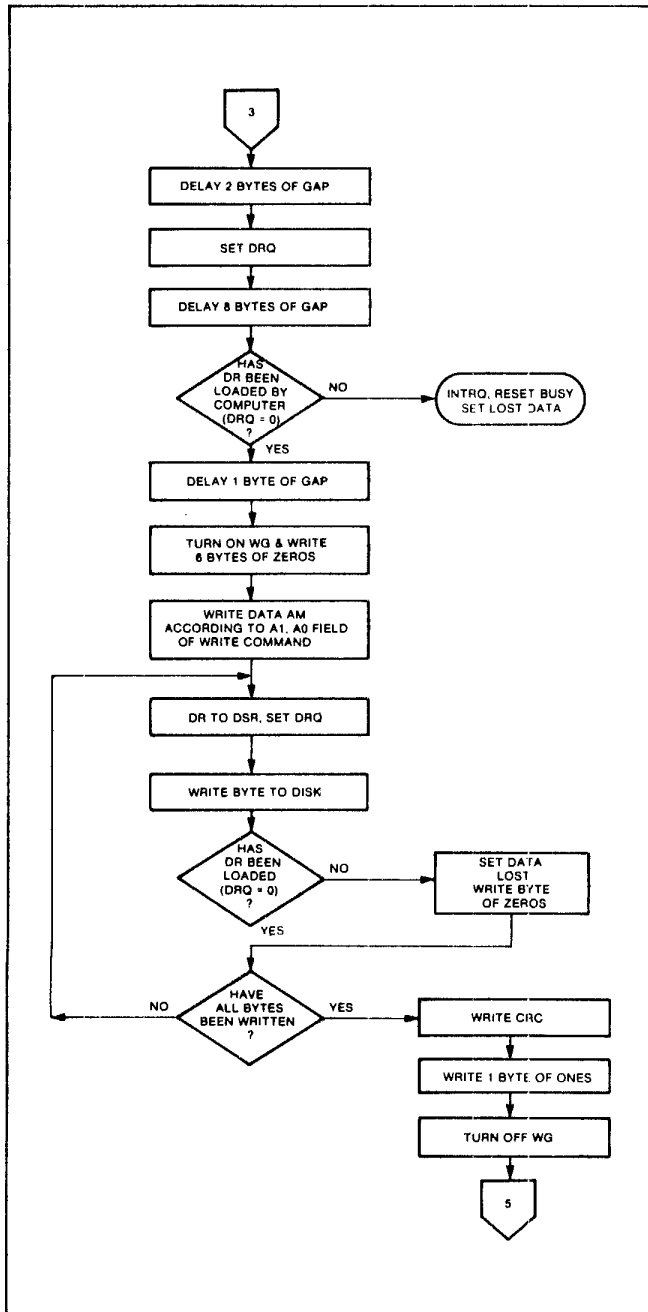 3
DELAY 2 BYTES OF GAP
SET DRQ
DELAY 8 BYTES OF GAP
HAS
DR BEEN
LOADED BY
COMPUTER
(DRQ = 0)
?
NO
INTRQ, RESET BUSY
SET LOST DATA
YES
DELAY 1 BYTE OF GAP
TURN ON WG & WRITE
6 BYTES OF ZEROS
WRITE DATA AM
ACCORDING TO A1, A0 FIELD
OF WRITE COMMAND
DR TO DSR, SET DRQ
WRITE BYTE TO DISK
HAS
DR BEEN
LOADED
(DRQ = 0)
?
NO
SET DATA
LOST
WRITE BYTE
OF ZEROS
YES
HAVE
ALL BYTES
BEEN WRITTEN
?
NO
YES
WRITE CRC
WRITE 1 BYTE OF ONES
TURN OFF WG
5